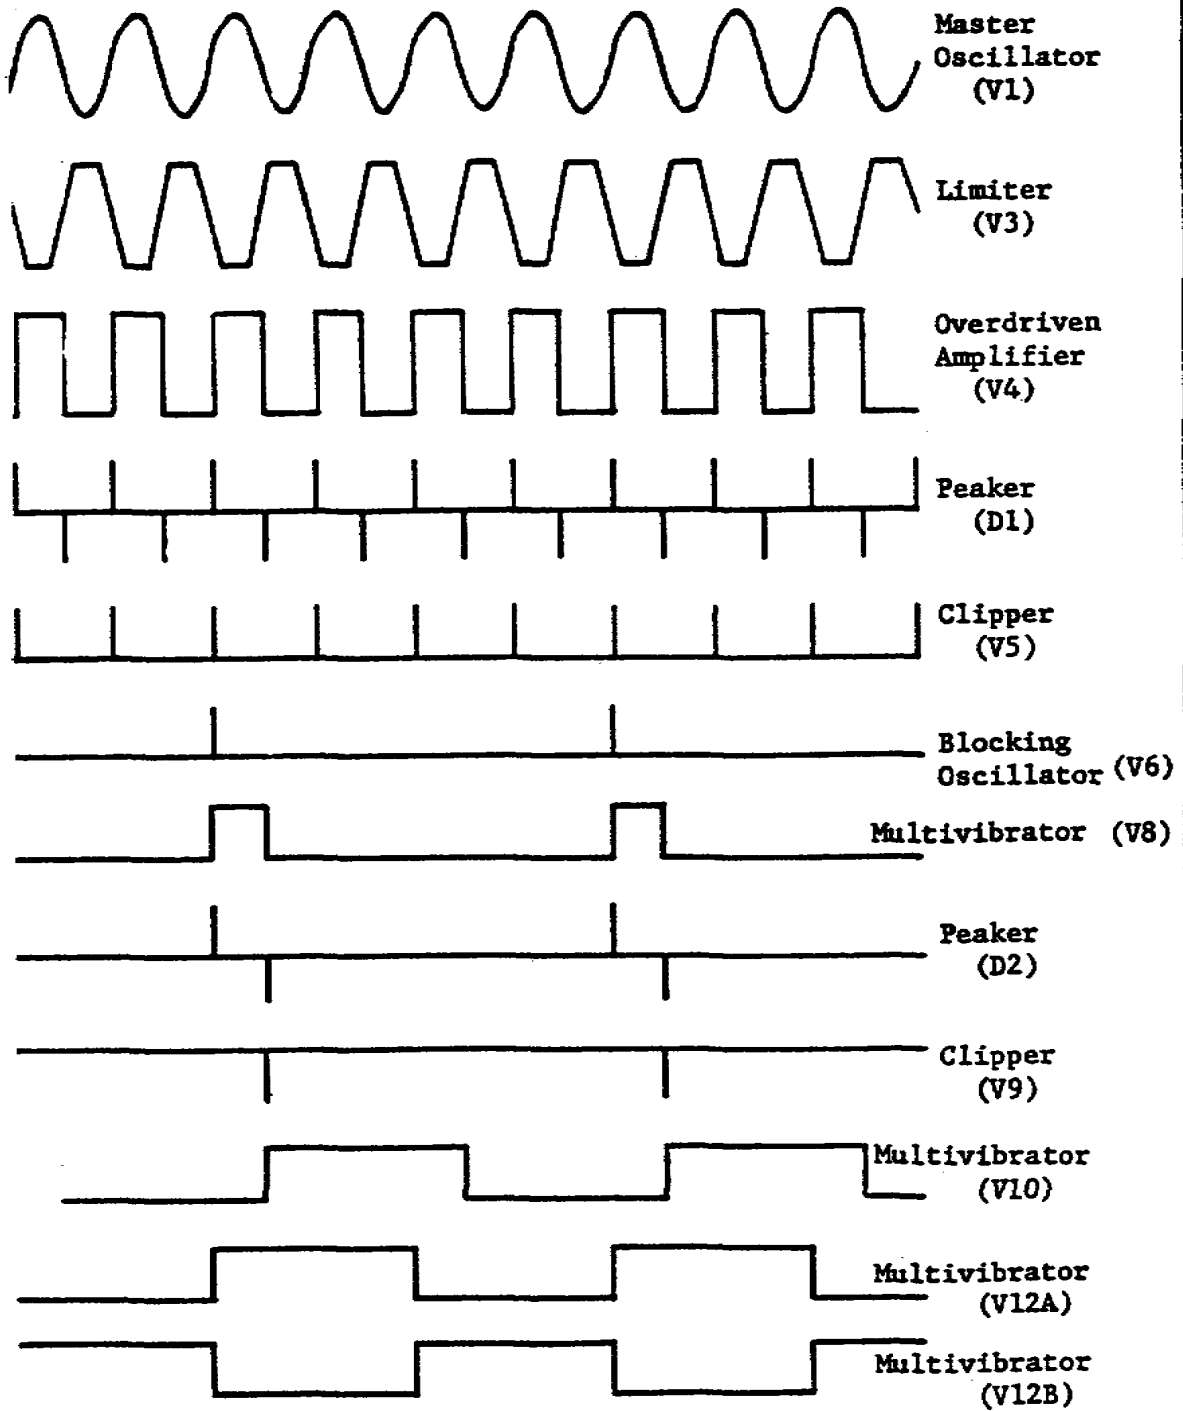 Master
Oscillator
(V1)
Limiter
(V3)
Overdriven
Amplifier
(V4)
Peaker
(D1)
Clipper
(V5)
Blocking
Oscillator (V6)
Multivibrator (V8)
Peaker
(D2)
Clipper
(V9)
Multivibrator
(V10)
Multivibrator
(V12A)
Multivibrator
(V12B)